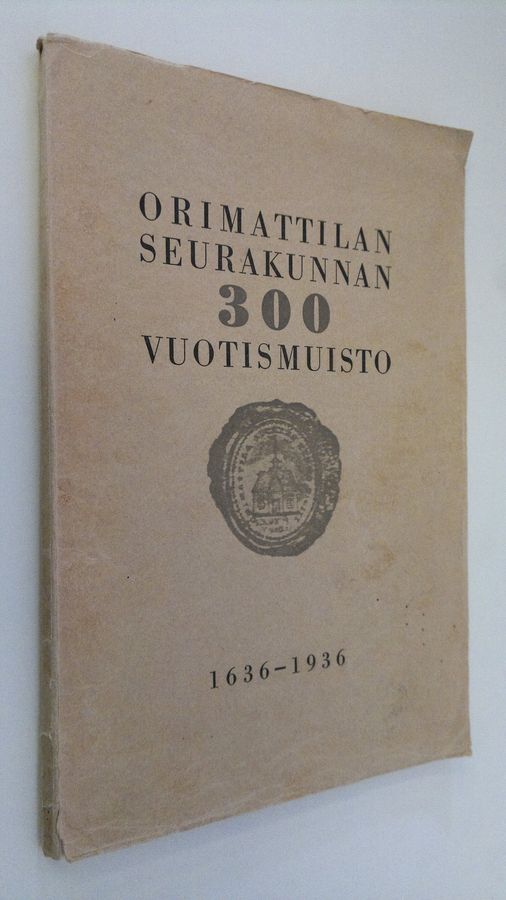 ORIMATTILAN
SEURAKUNNAN
300
VUOTISMUISTO
1636–1936